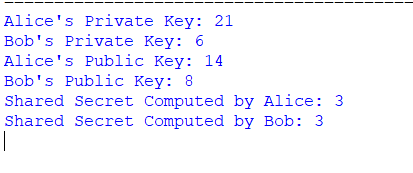 Alice's Private Key: 21
Bob's Private Key: 6
Alice's Public Key: 14
Bob's Public Key: 8
Shared Secret Computed by Alice: 3
Shared Secret Computed by Bob: 3